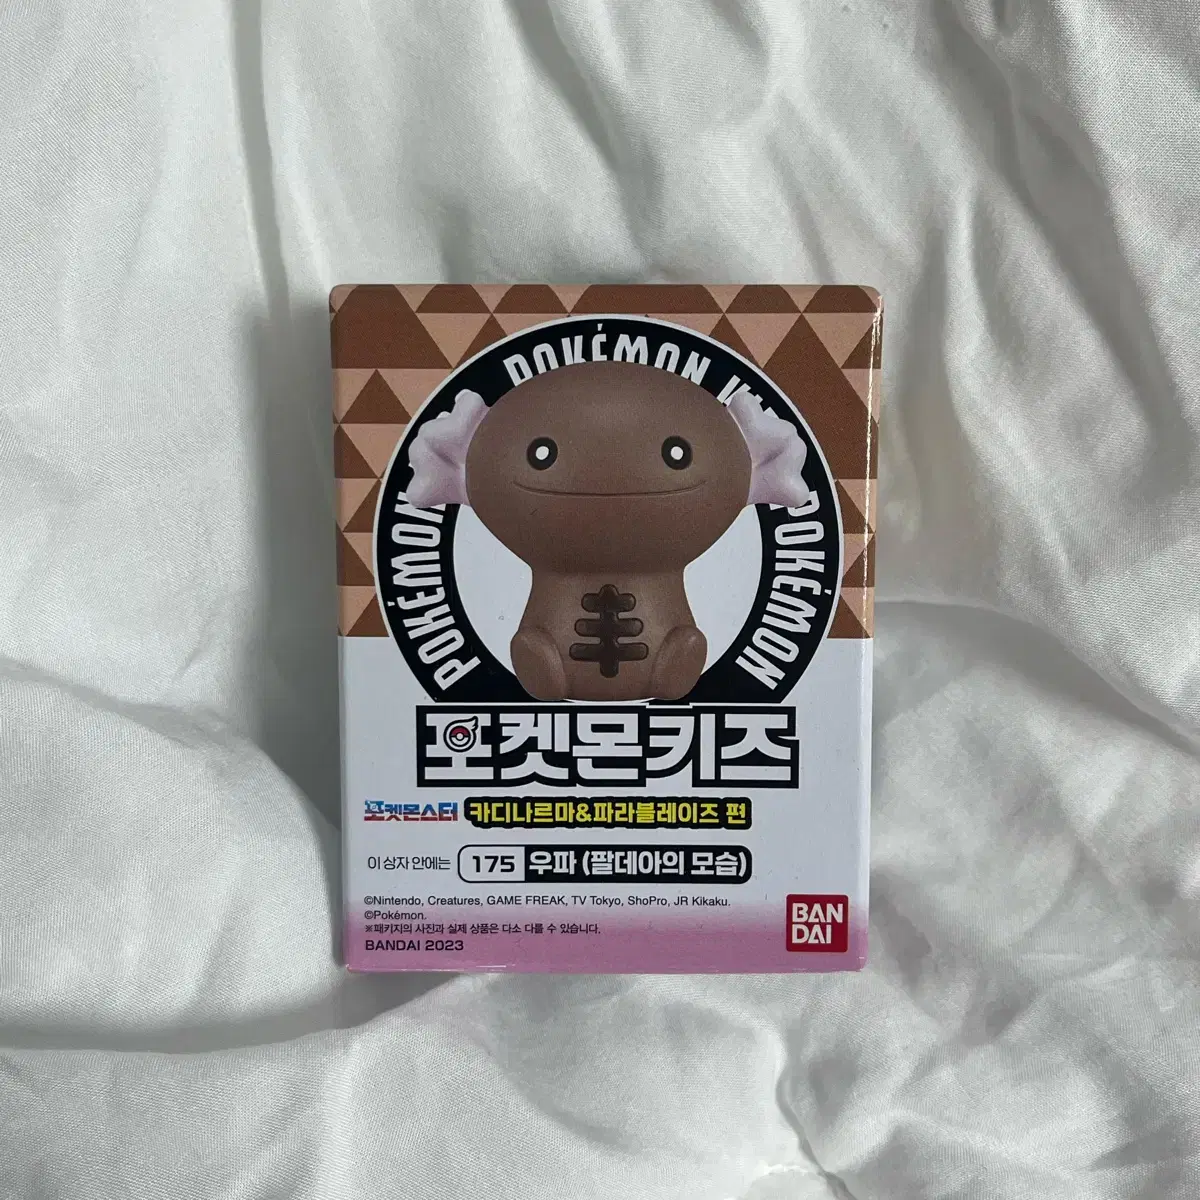 POKÉMON
POKÉMON
POKÉMON
포켓몬키즈
포켓몬스터 카디나르마&파라블레이즈 편
이 상자 안에는 175 우파 (팔데아의 모습)
©Nintendo, Creatures, GAME FREAK, TV Tokyo, ShoPro, JR Kikaku.
©Pokémon.
※패키지의 사진과 실제 상품은 다소 다를 수 있습니다.
BANDAI 2023
BAN
DAI